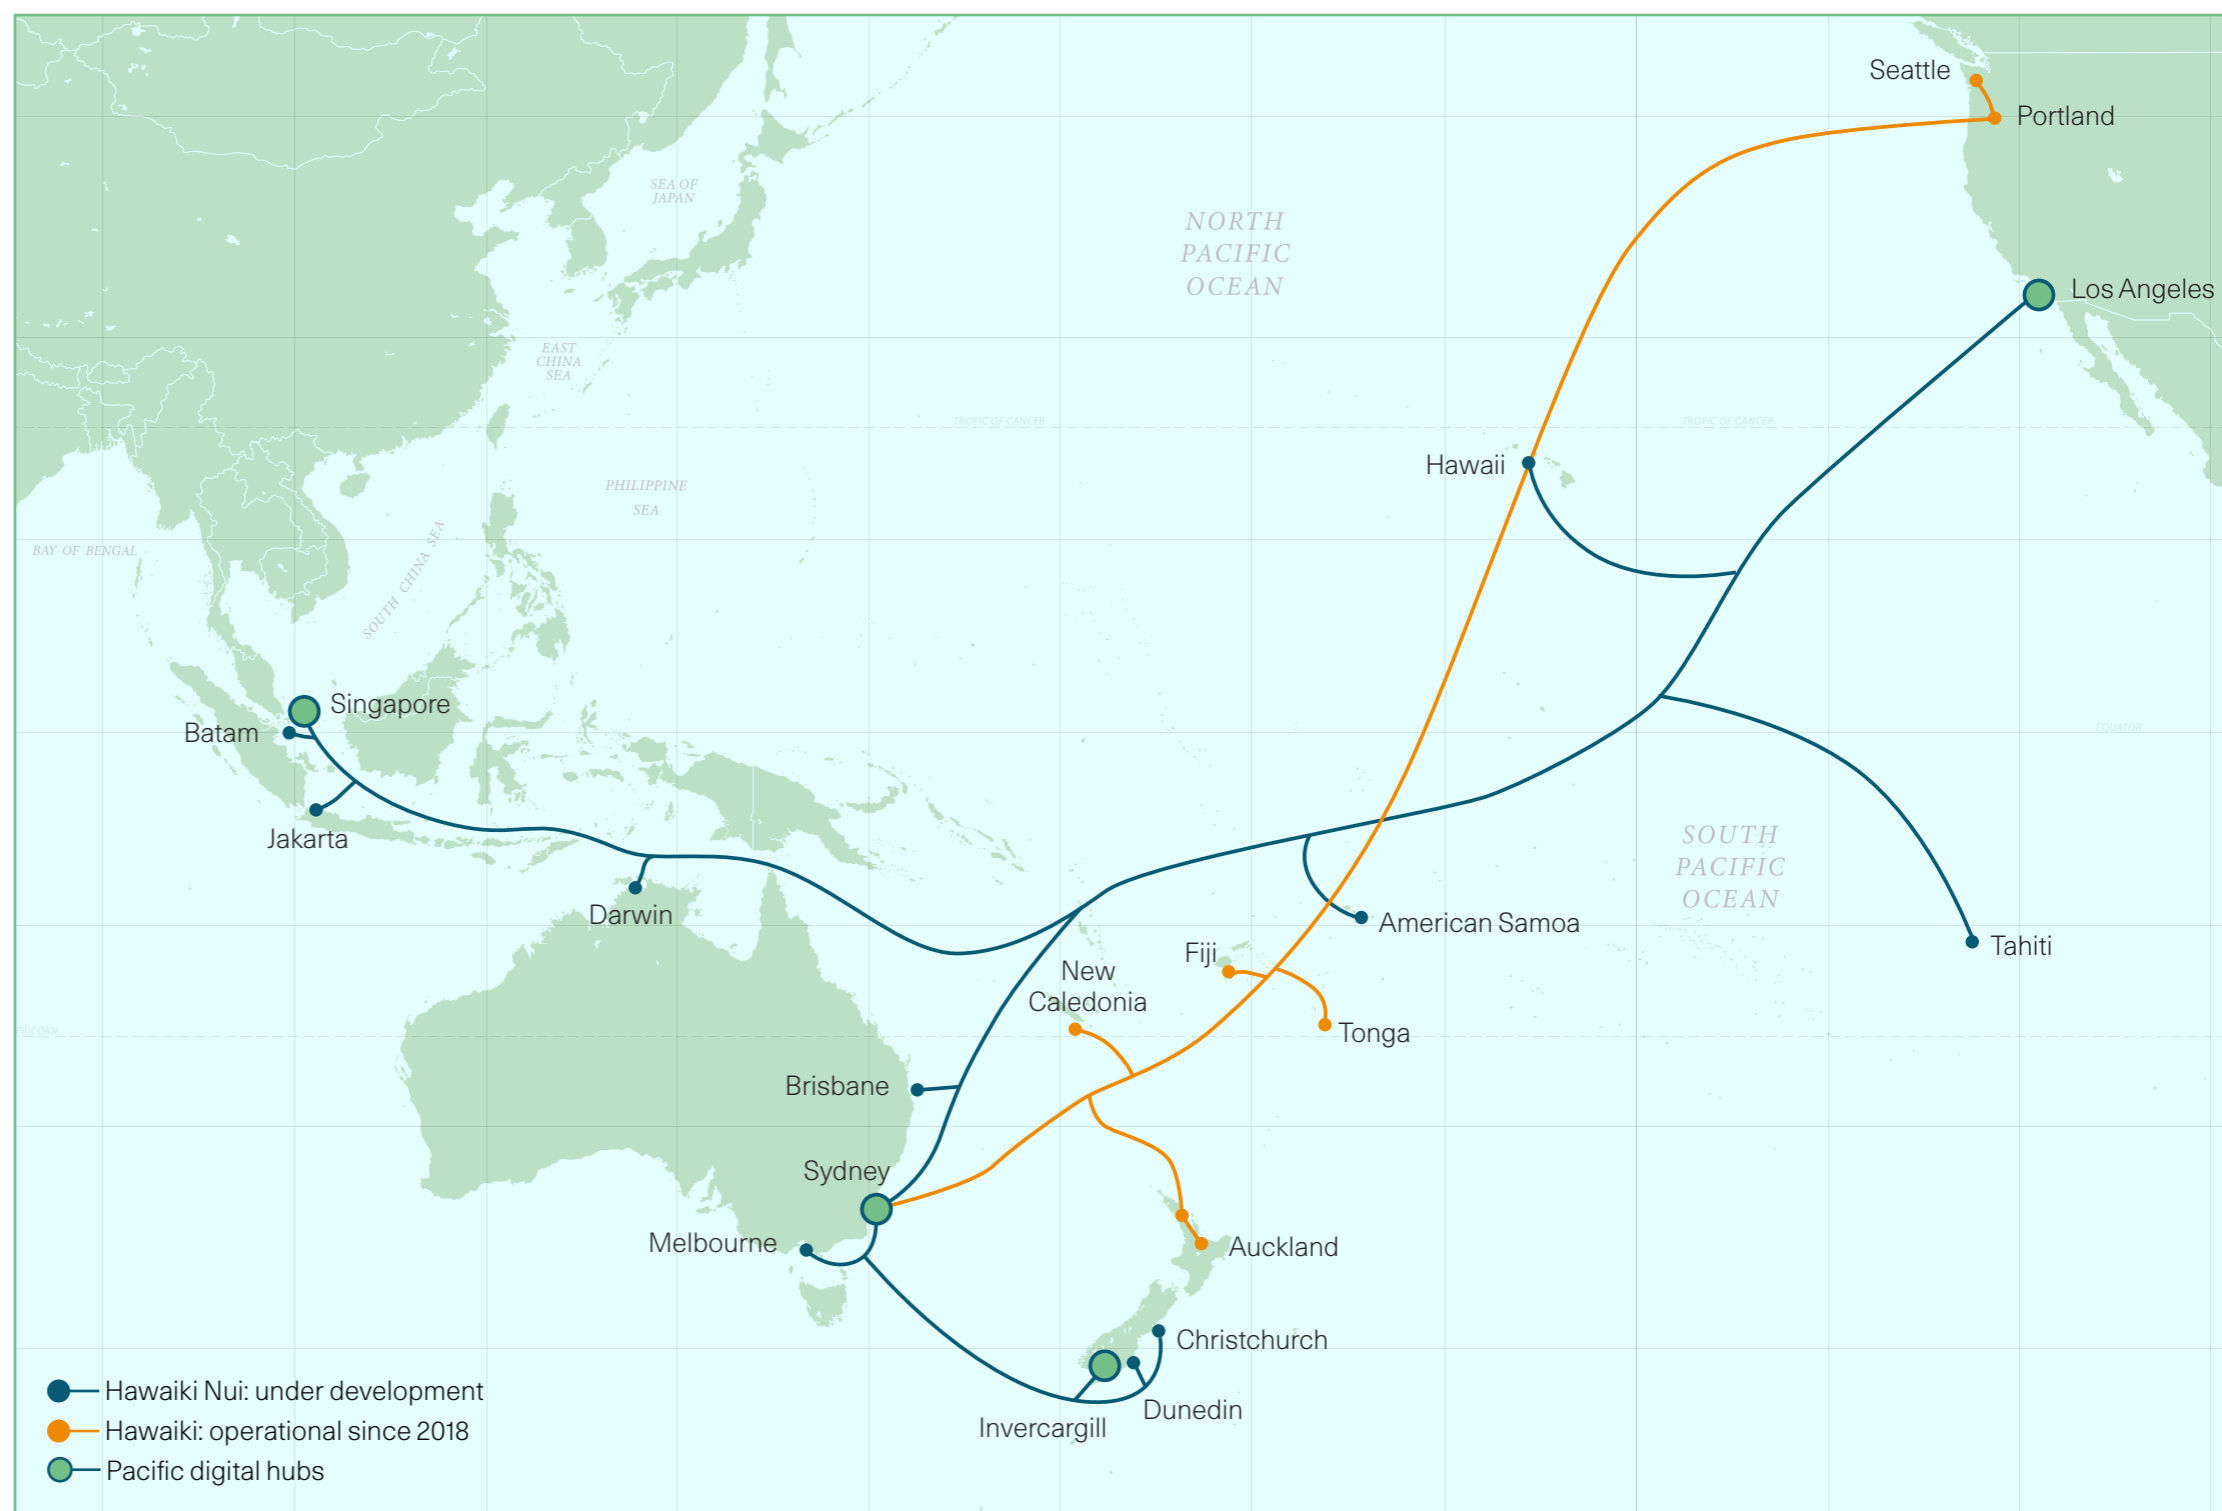 Seattle
Portland
SEA OF
JAPAN
NORTH
PACIFIC
OCEAN
Los Angeles
EAST
CHINA
SEA
TROPIC OF CANCER
TROPIC OF CANCER
Hawaii
PHILIPPINE
SEA
BAY OF BENGAL
SOUTH CHINA SEA
Singapore
Batam
EQUATOR
Jakarta
SOUTH
PACIFIC
OCEAN
Darwin
American Samoa
Fiji
Tahiti
New
Caledonia
PRICORN
Tonga
Brisbane
Sydney
Melbourne
Auckland
Christchurch
Dunedin
Invercargill
Hawaiki Nui: under development
Hawaiki: operational since 2018
Pacific digital hubs